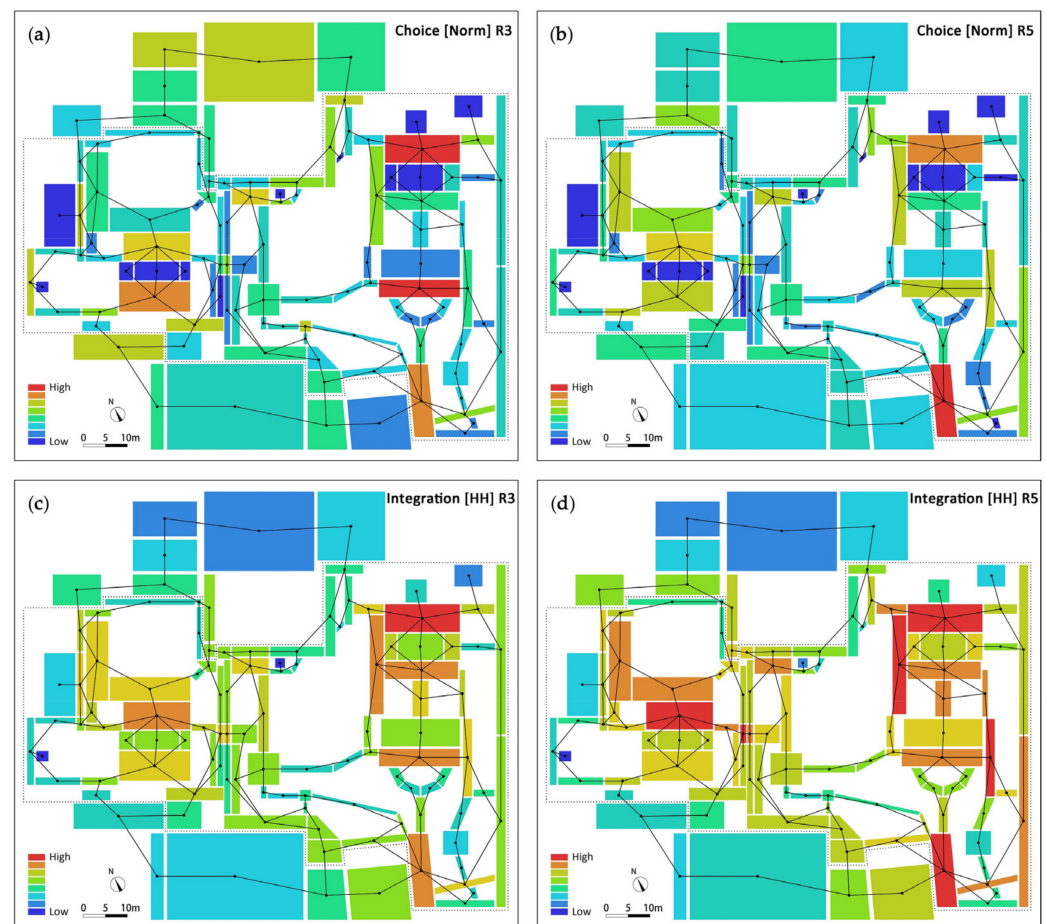 (a)
Choice [Norm] R3
High
Low
N
0 5 10m
(b)
Choice [Norm] R5
High
Low
N
0 5 10m
(c)
Integration [HH] R3
High
Low
N
0 5 10m
(d)
Integration [HH] R5
High
Low
N
0 5 10m